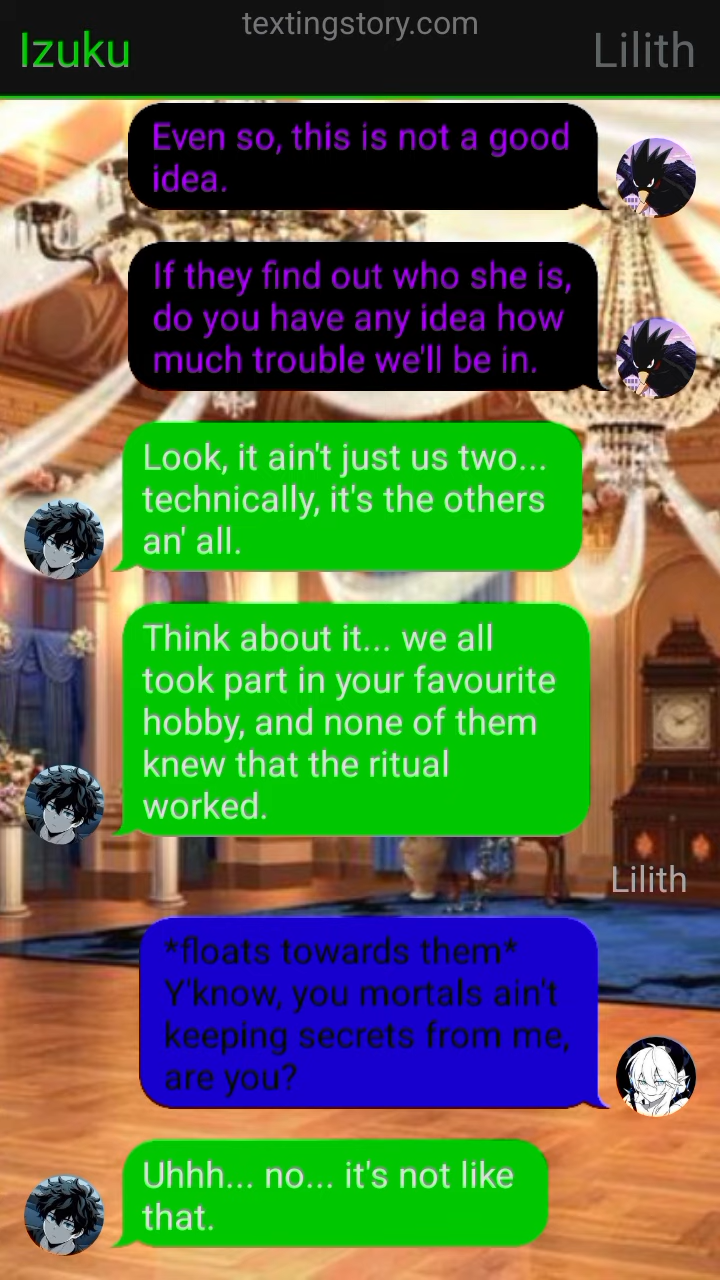 textingstory.com
Izuku
Lilith
Even so, this is not a good
idea.
If they find out who she is,
do you have any idea how
much trouble we'll be in.
Look, it ain't just us two...
technically, it's the others
an' all.
Think about it... we all
took part in your favourite
hobby, and none of them
knew that the ritual
worked.
Lilith
*floats towards them*
Y'know, you mortals ain't
keeping secrets from me,
are you?
Uhhh... no... it's not like
that.